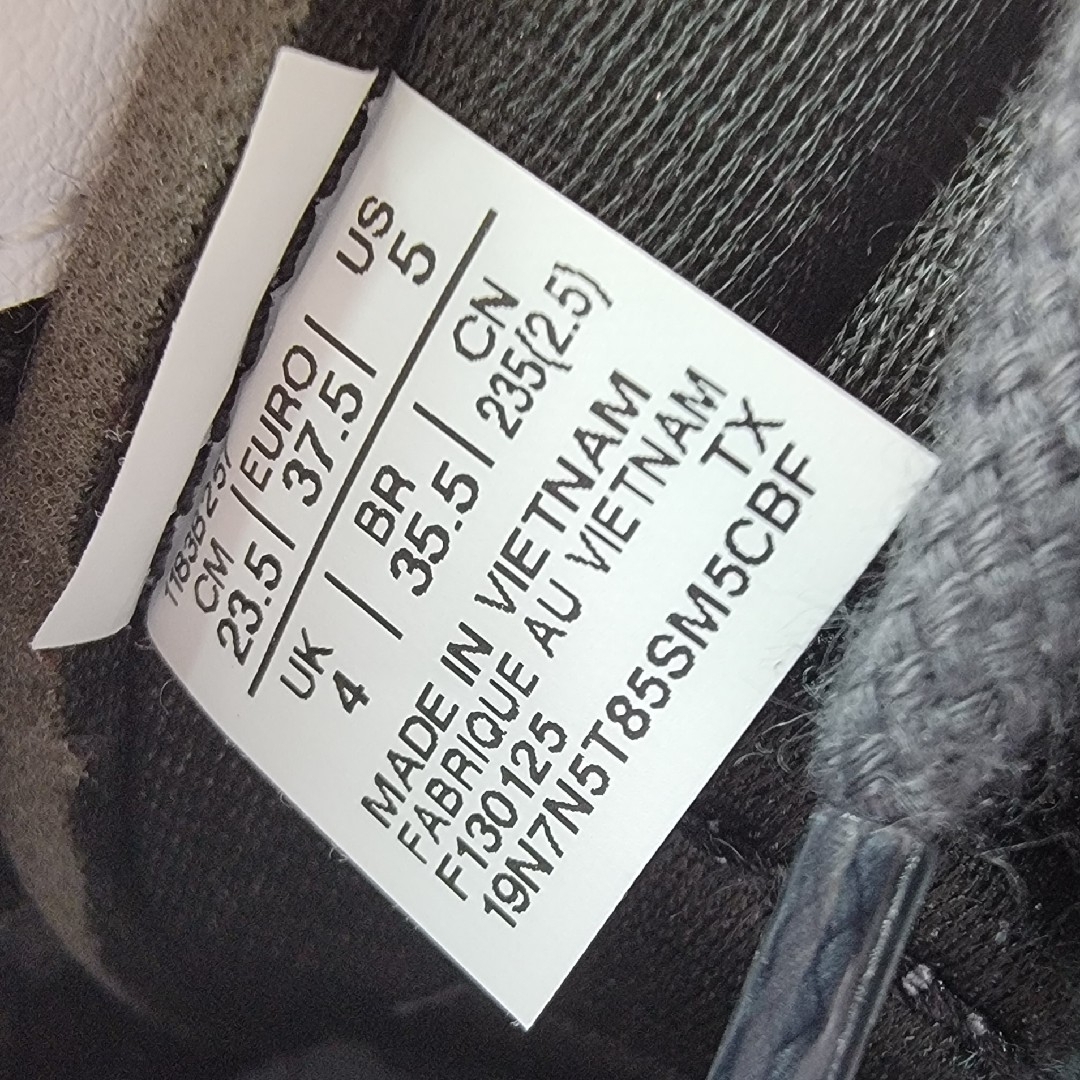 CM | EURO | US
23.5 | 37.5 | 5
UK | BR | CN
4 | 35.5 | 235(2.5)
MADE IN VIETNAM
FABRIQUE AU VIETNAM
F130125 TX
19N7N5T85SM5CBF